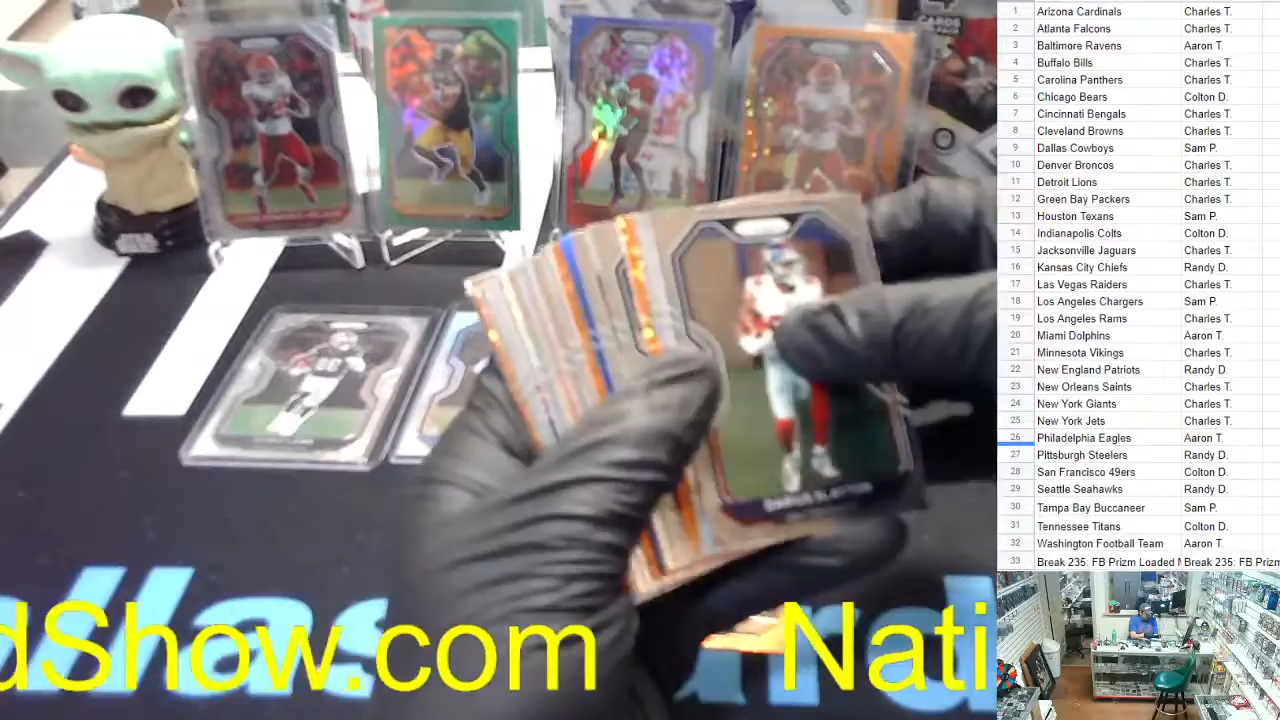 1 Arizona Cardinals Charles T.
2 Atlanta Falcons Charles T.
3 Baltimore Ravens Aaron T.
4 Buffalo Bills Charles T.
5 Carolina Panthers Charles T.
6 Chicago Bears Colton D.
7 Cincinnati Bengals Charles T.
8 Cleveland Browns Charles T.
9 Dallas Cowboys Sam P.
10 Denver Broncos Charles T.
11 Detroit Lions Charles T.
12 Green Bay Packers Charles T.
13 Houston Texans Sam P.
14 Indianapolis Colts Colton D.
15 Jacksonville Jaguars Charles T.
16 Kansas City Chiefs Randy D.
17 Las Vegas Raiders Charles T.
18 Los Angeles Chargers Sam P.
19 Los Angeles Rams Charles T.
20 Miami Dolphins Aaron T.
21 Minnesota Vikings Charles T.
22 New England Patriots Randy D.
23 New Orleans Saints Charles T.
24 New York Giants Charles T.
25 New York Jets Charles T.
26 Philadelphia Eagles Aaron T.
27 Pittsburgh Steelers Randy D.
28 San Francisco 49ers Colton D.
29 Seattle Seahawks Randy D.
30 Tampa Bay Buccaneer Sam P.
31 Tennessee Titans Colton D.
32 Washington Football Team Aaron T.
33 Break 235: FB Prizm Loaded Break 235: FB Prizm
dShow.com Nati